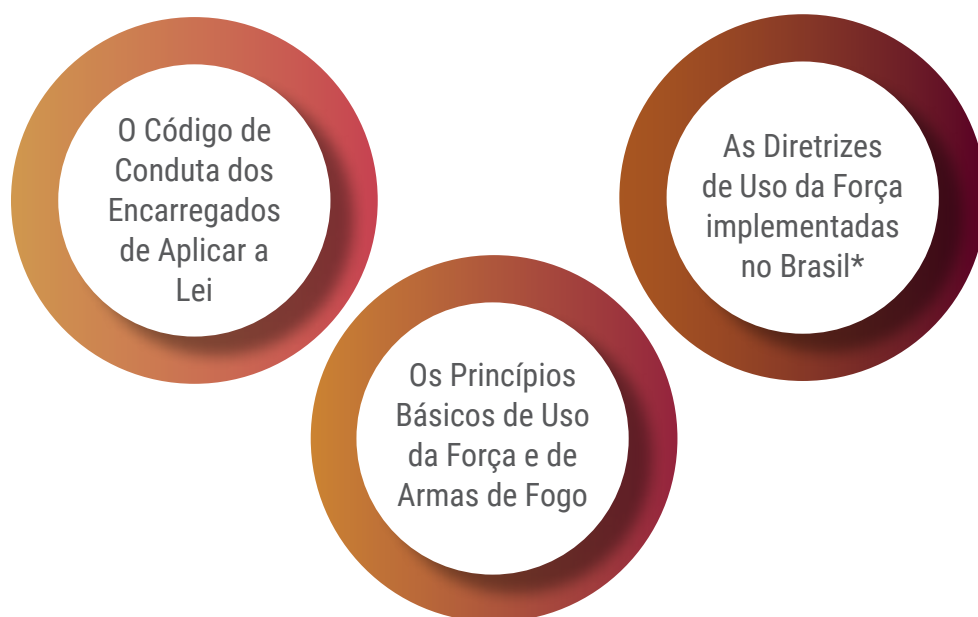 O Código de
Conduta dos
Encarregados
de Aplicar a
Lei
Os Princípios
Básicos de Uso
da Força e de
Armas de Fogo
As Diretrizes
de Uso da Força
implementadas
no Brasil*